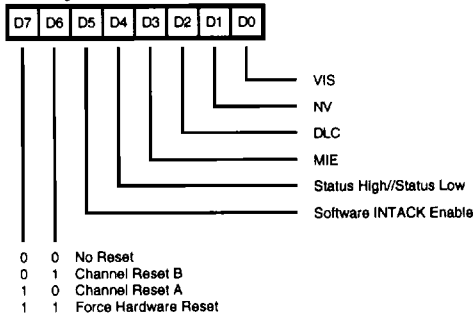 D7 D6 D5 D4 D3 D2 D1 D0
VIS
NV
DLC
MIE
Status High//Status Low
Software INTACK Enable
0 0 No Reset
0 1 Channel Reset B
1 0 Channel Reset A
1 1 Force Hardware Reset